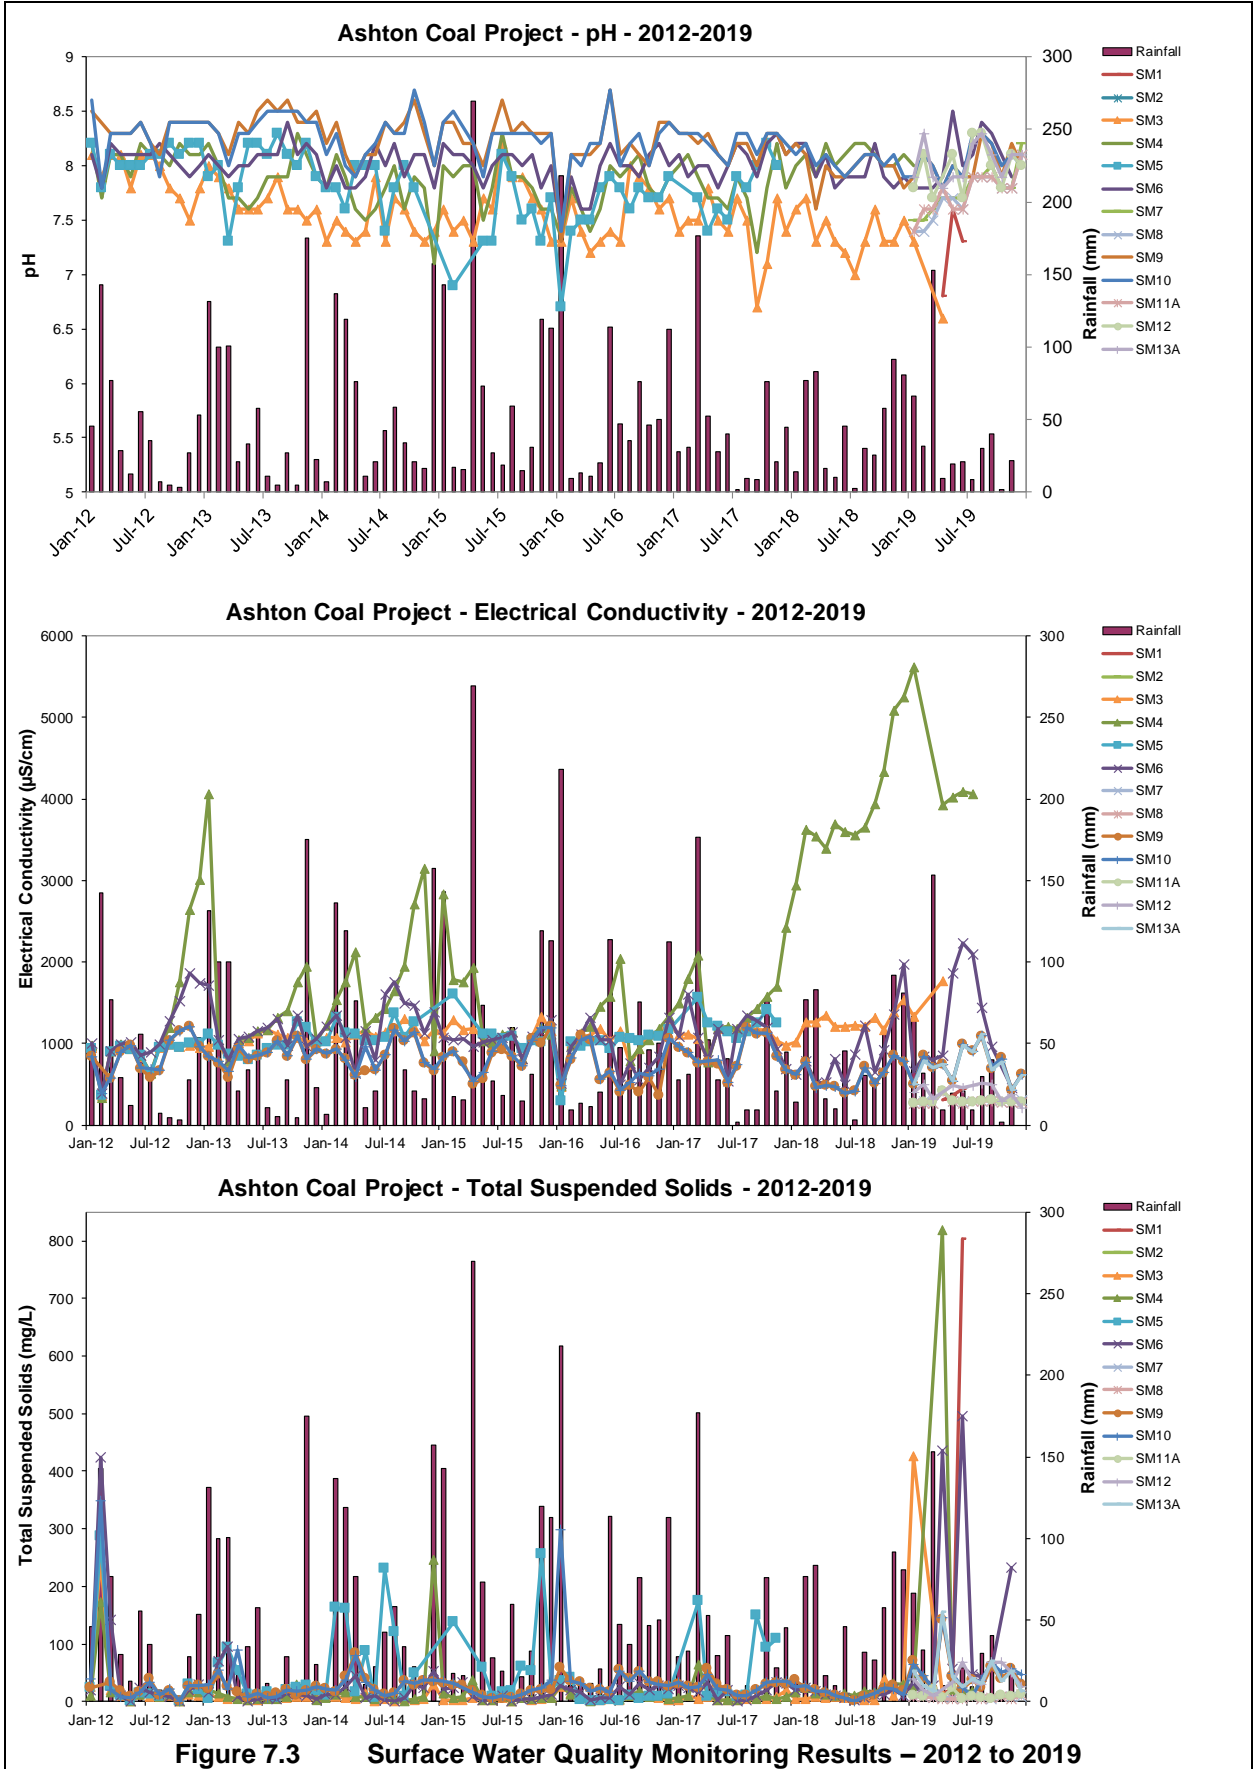 Ashton Coal Project - pH - 2012-2019
9
8.5
8
7.5
7
6.5
6
5.5
5
pH
300
250
200
150
100
50
0
Rainfall (mm)
Jan-12
Jul-12
Jan-13
Jul-13
Jan-14
Jul-14
Jan-15
Jul-15
Jan-16
Jul-16
Jan-17
Jul-17
Jan-18
Jul-18
Jan-19
Jul-19
Rainfall
SM1
SM2
SM3
SM4
SM5
SM6
SM7
SM8
SM9
SM10
SM11A
SM12
SM13A
Ashton Coal Project - Electrical Conductivity - 2012-2019
6000
5000
4000
3000
2000
1000
0
Electrical Conductivity (µS/cm)
300
250
200
150
100
50
0
Rainfall (mm)
Jan-12
Jul-12
Jan-13
Jul-13
Jan-14
Jul-14
Jan-15
Jul-15
Jan-16
Jul-16
Jan-17
Jul-17
Jan-18
Jul-18
Jan-19
Jul-19
Rainfall
SM1
SM2
SM3
SM4
SM5
SM6
SM7
SM8
SM9
SM10
SM11A
SM12
SM13A
Ashton Coal Project - Total Suspended Solids - 2012-2019
800
700
600
500
400
300
200
100
0
Total Suspended Solids (mg/L)
300
250
200
150
100
50
0
Rainfall (mm)
Jan-12
Jul-12
Jan-13
Jul-13
Jan-14
Jul-14
Jan-15
Jul-15
Jan-16
Jul-16
Jan-17
Jul-17
Jan-18
Jul-18
Jan-19
Jul-19
Rainfall
SM1
SM2
SM3
SM4
SM5
SM6
SM7
SM8
SM9
SM10
SM11A
SM12
SM13A
Figure 7.3 Surface Water Quality Monitoring Results – 2012 to 2019